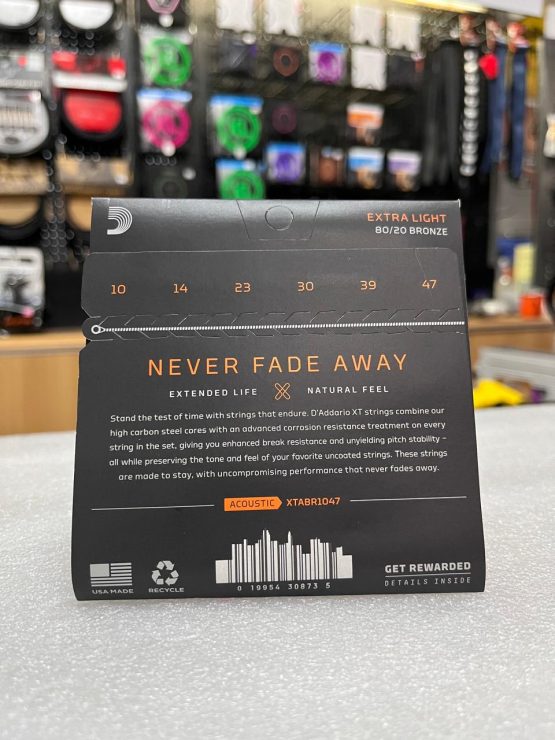 EXTRA LIGHT
80/20 BRONZE
10 14 23 30 39 47
NEVER FADE AWAY
EXTENDED LIFE NATURAL FEEL
Stand the test of time with strings that endure. D'Addario XT strings combine our
high carbon steel cores with an advanced corrosion resistance treatment on every
string in the set, giving you enhanced break resistance and unyielding pitch stability –
all while preserving the tone and feel of your favorite uncoated strings. These strings
are made to stay, with uncompromising performance that never fades away.
ACOUSTIC XTABR1047
USA MADE
RECYCLE
0 19954 30873 5
GET REWARDED
DETAILS INSIDE